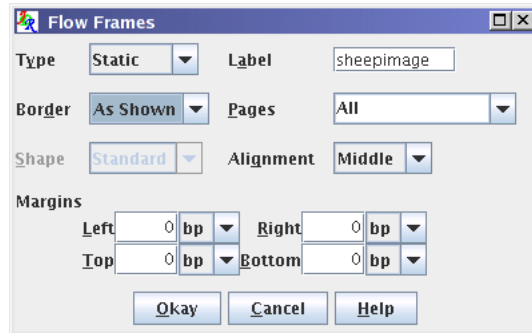 Flow Frames
Type Static Label sheepimage
Border As Shown Pages All
Shape Standard Alignment Middle
Margins
Left 0 bp Right 0 bp
Top 0 bp Bottom 0 bp
Okay Cancel Help